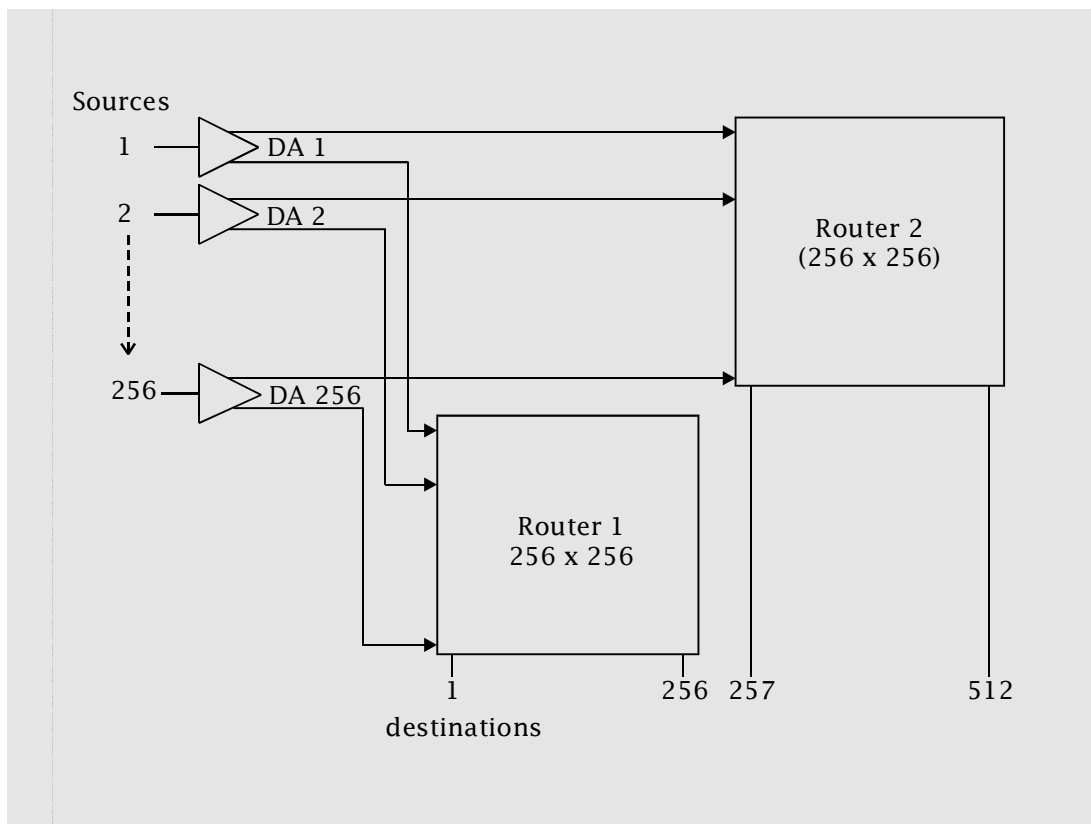 Sources
1
DA 1
2
DA 2
Router 2
(256 x 256)
256
DA 256
Router 1
256 x 256
1
256
257
512
destinations